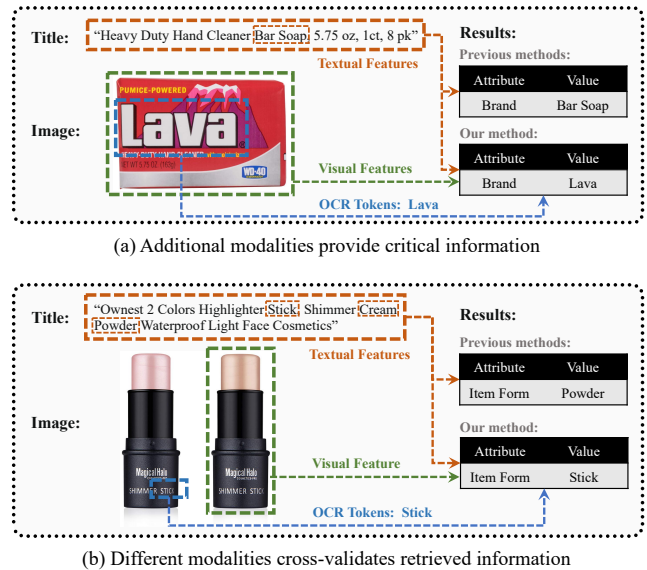 Title:
“Heavy Duty Hand Cleaner Bar Soap, 5.75 oz, 1ct, 8 pk”
Results:
Previous methods:
Textual Features
Attribute Value
Brand Bar Soap
Image:
PUMICE-POWERED
Lava
NET WT 5.75 OZ
WD-40
Our method:
Attribute Value
Brand Lava
Visual Features
OCR Tokens: Lava
(a) Additional modalities provide critical information
Title:
“Ownest 2 Colors Highlighter Stick, Shimmer Cream
Powder Waterproof Light Face Cosmetics”
Results:
Textual Features
Previous methods:
Attribute Value
Item Form Powder
Image:
Our method:
Attribute Value
Item Form Stick
Magical Halo
SHIMMER STICK
Magical Halo
SHIMMER STICK
Visual Feature
OCR Tokens: Stick
(b) Different modalities cross-validates retrieved information